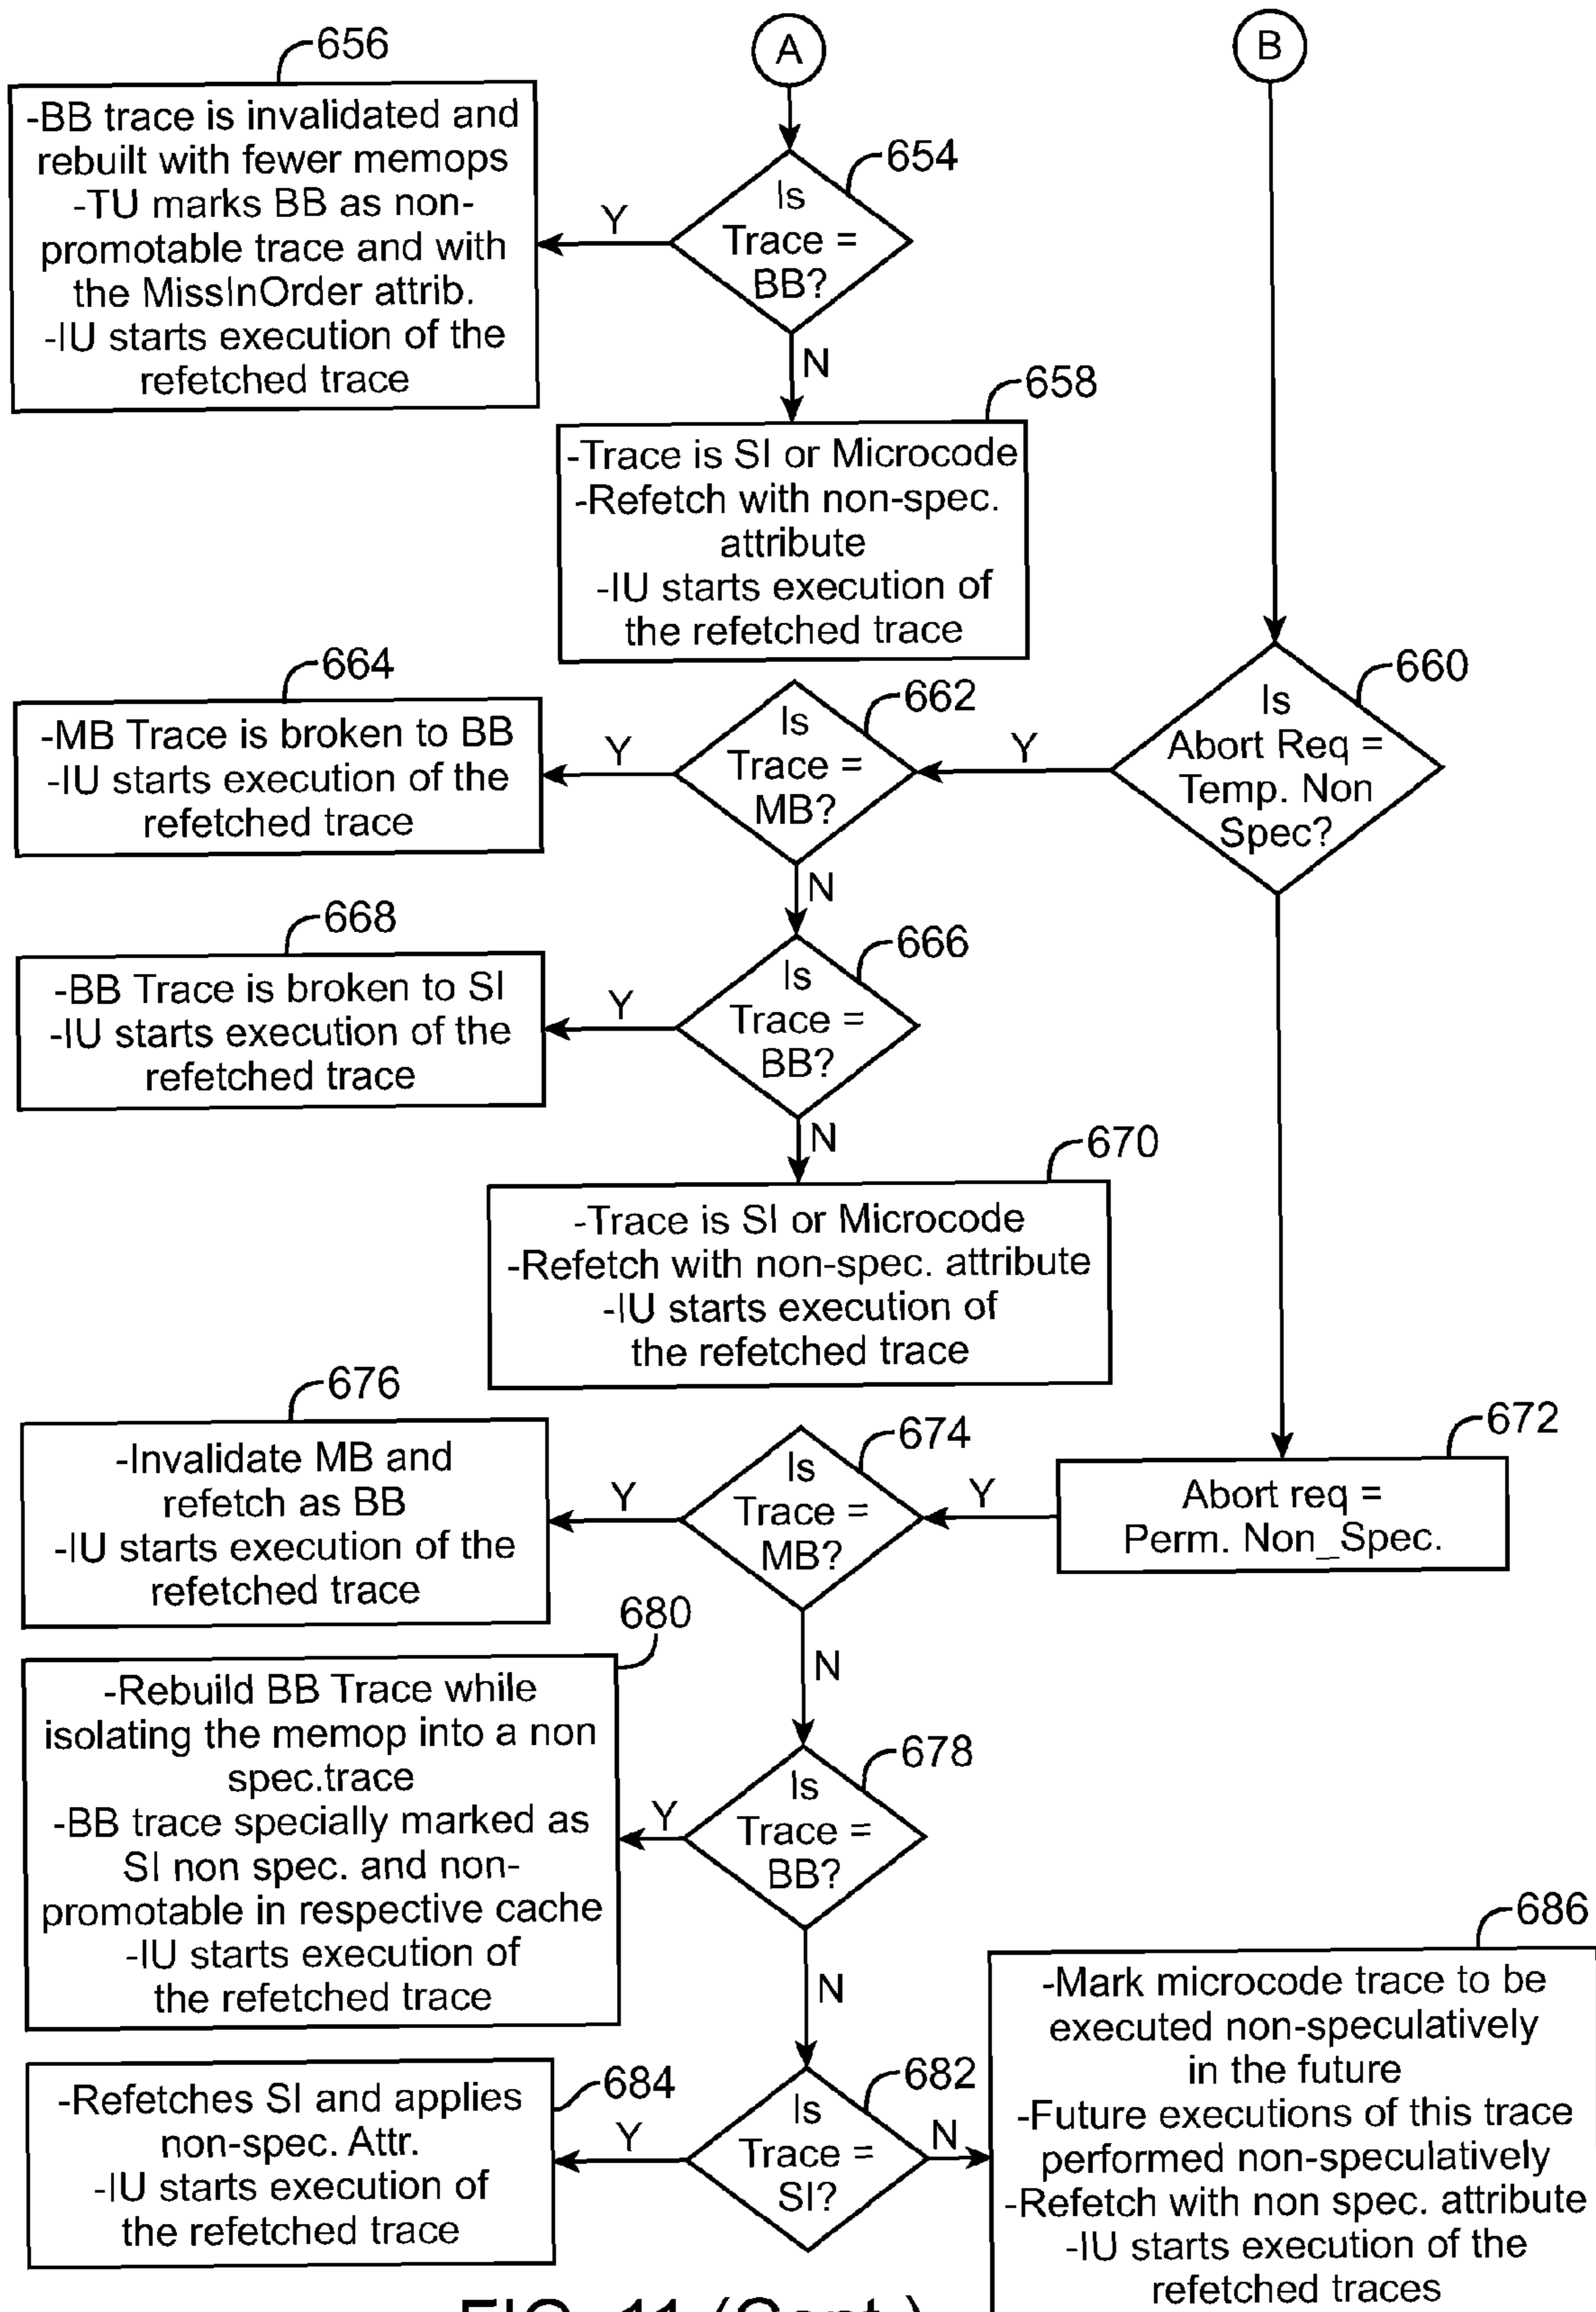 A
B
656
-BB trace is invalidated and
rebuilt with fewer memops
-TU marks BB as non-
promotable trace and with
the MissInOrder attrib.
-IU starts execution of the
refetched trace
654
Is
Trace =
BB?
Y
N
658
-Trace is SI or Microcode
-Refetch with non-spec.
attribute
-IU starts execution of
the refetched trace
660
Is
Abort Req =
Temp. Non
Spec?
Y
662
Is
Trace =
MB?
Y
N
664
-MB Trace is broken to BB
-IU starts execution of the
refetched trace
666
Is
Trace =
BB?
Y
N
668
-BB Trace is broken to SI
-IU starts execution of the
refetched trace
670
-Trace is SI or Microcode
-Refetch with non-spec. attribute
-IU starts execution of
the refetched trace
672
Abort req =
Perm. Non_Spec.
Y
674
Is
Trace =
MB?
Y
N
676
-Invalidate MB and
refetch as BB
-IU starts execution of the
refetched trace
678
Is
Trace =
BB?
Y
N
680
-Rebuild BB Trace while
isolating the memop into a non
spec.trace
-BB trace specially marked as
SI non spec. and non-
promotable in respective cache
-IU starts execution of
the refetched trace
682
Is
Trace =
SI?
Y
N
684
-Refetches SI and applies
non-spec. Attr.
-IU starts execution of
the refetched trace
686
-Mark microcode trace to be
executed non-speculatively
in the future
-Future executions of this trace
performed non-speculatively
-Refetch with non spec. attribute
-IU starts execution of the
refetched traces
FIG. 11 (Cont.)